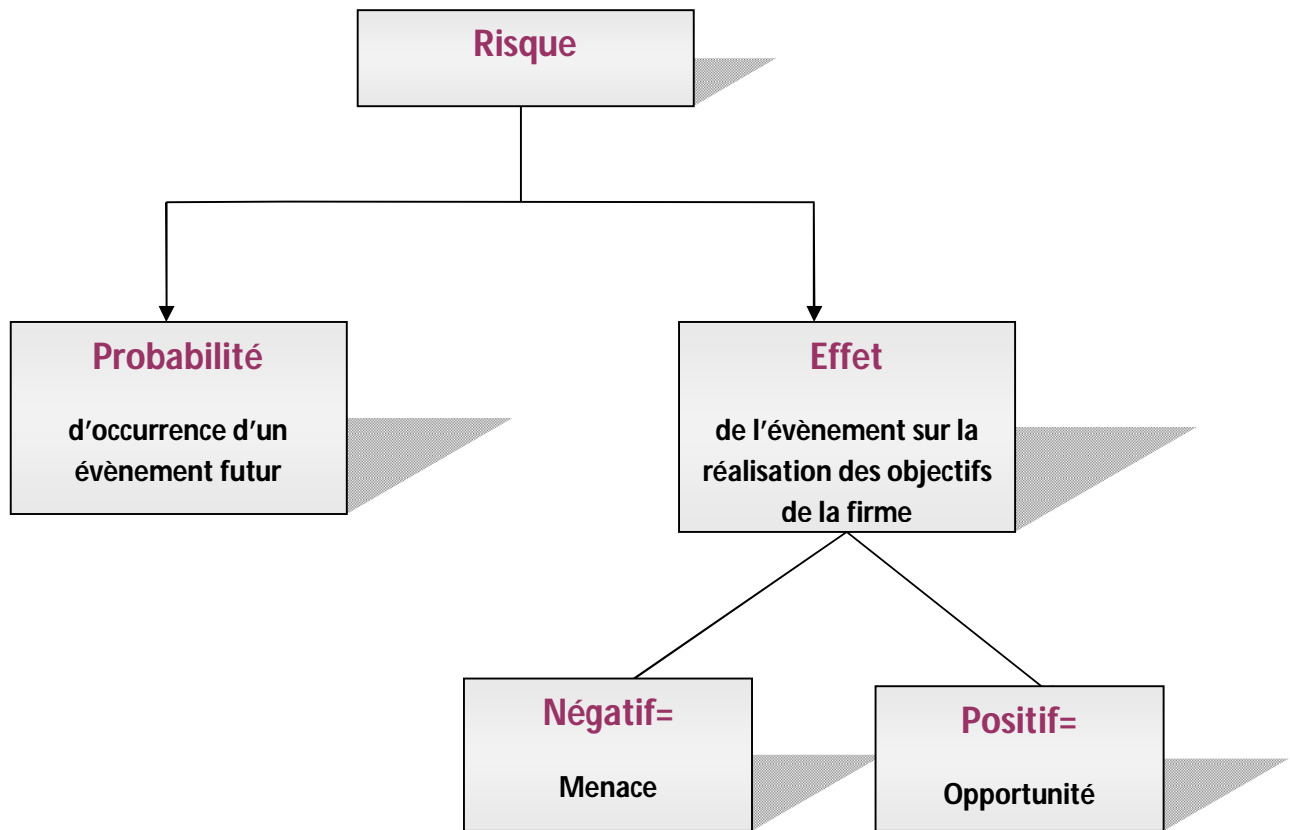 Risque
Probabilité
d'occurrence d'un
évènement futur
Effet
de l'évènement sur la
réalisation des objectifs
de la firme
Négatif=
Menace
Positif=
Opportunité